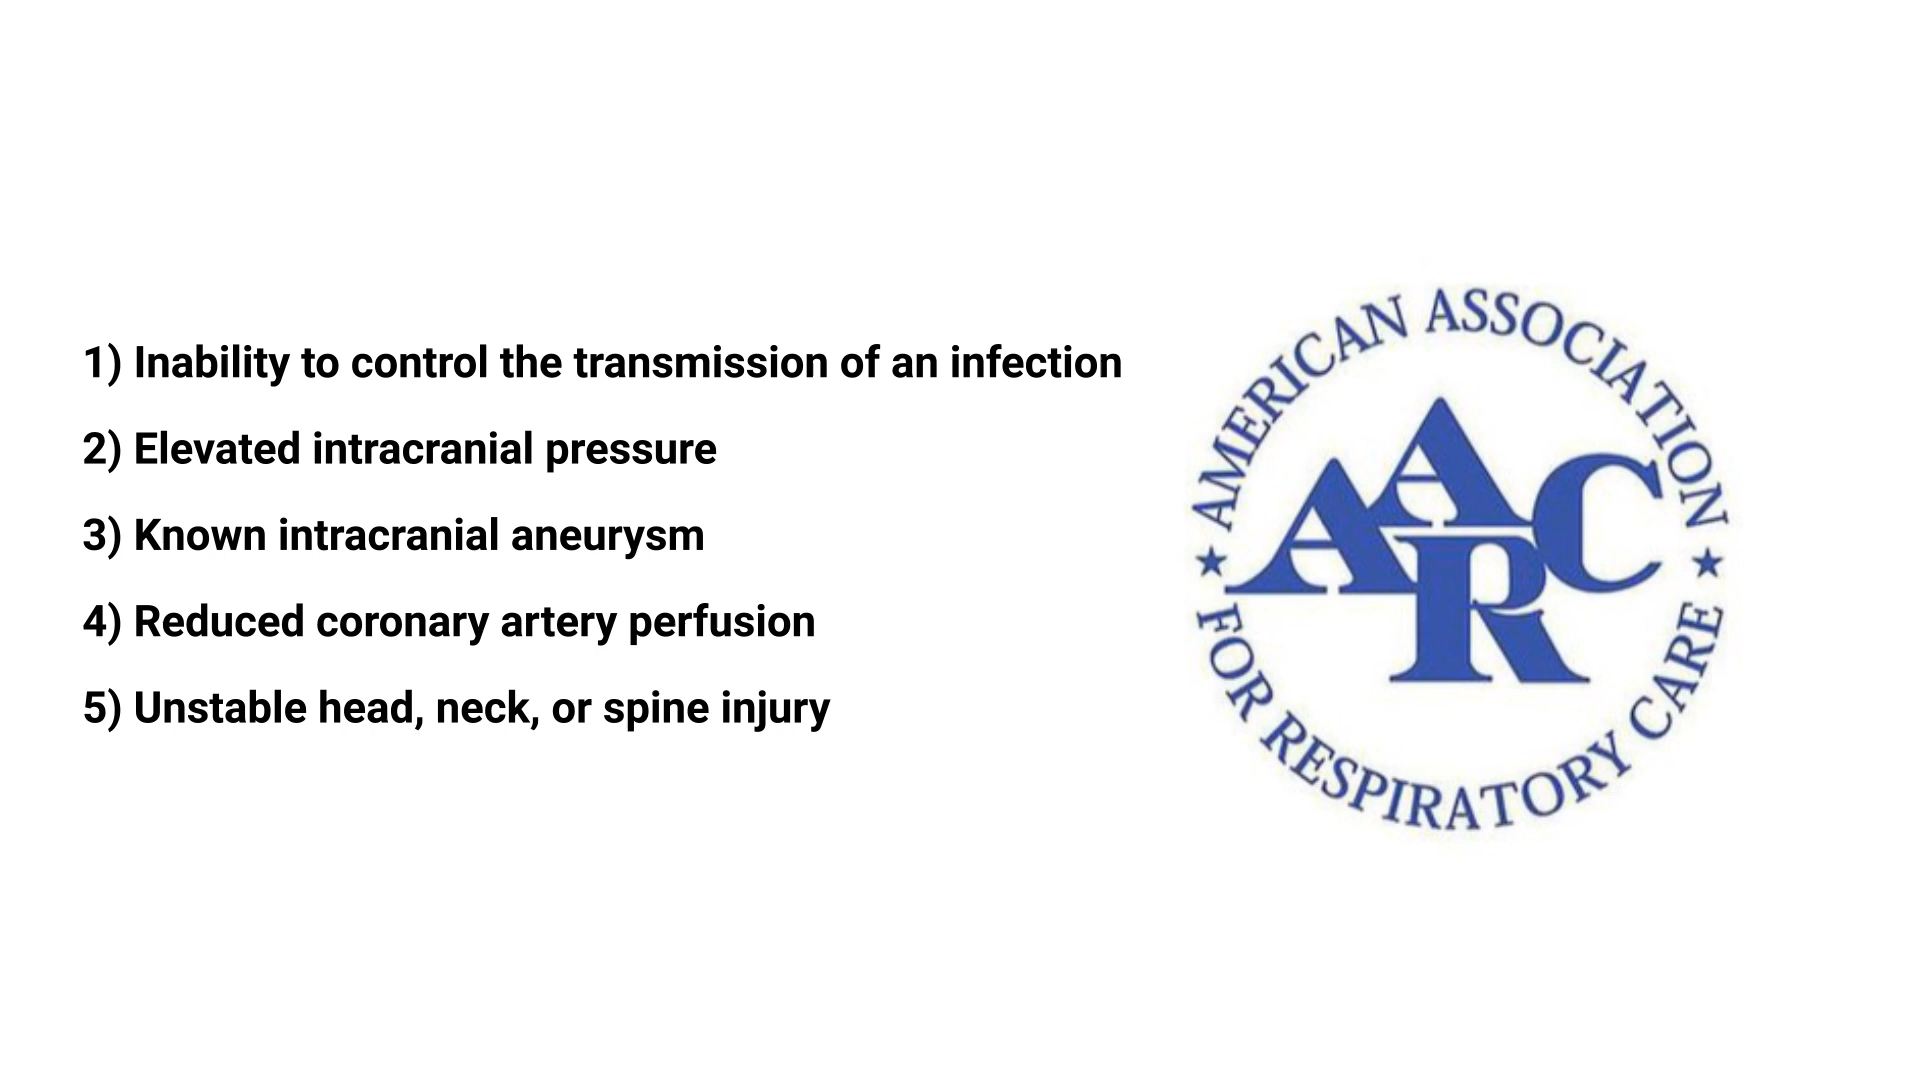 1) Inability to control the transmission of an infection
2) Elevated intracranial pressure
3) Known intracranial aneurysm
4) Reduced coronary artery perfusion
5) Unstable head, neck, or spine injury
AMERICAN ASSOCIATION
AARC
FOR RESPIRATORY CARE